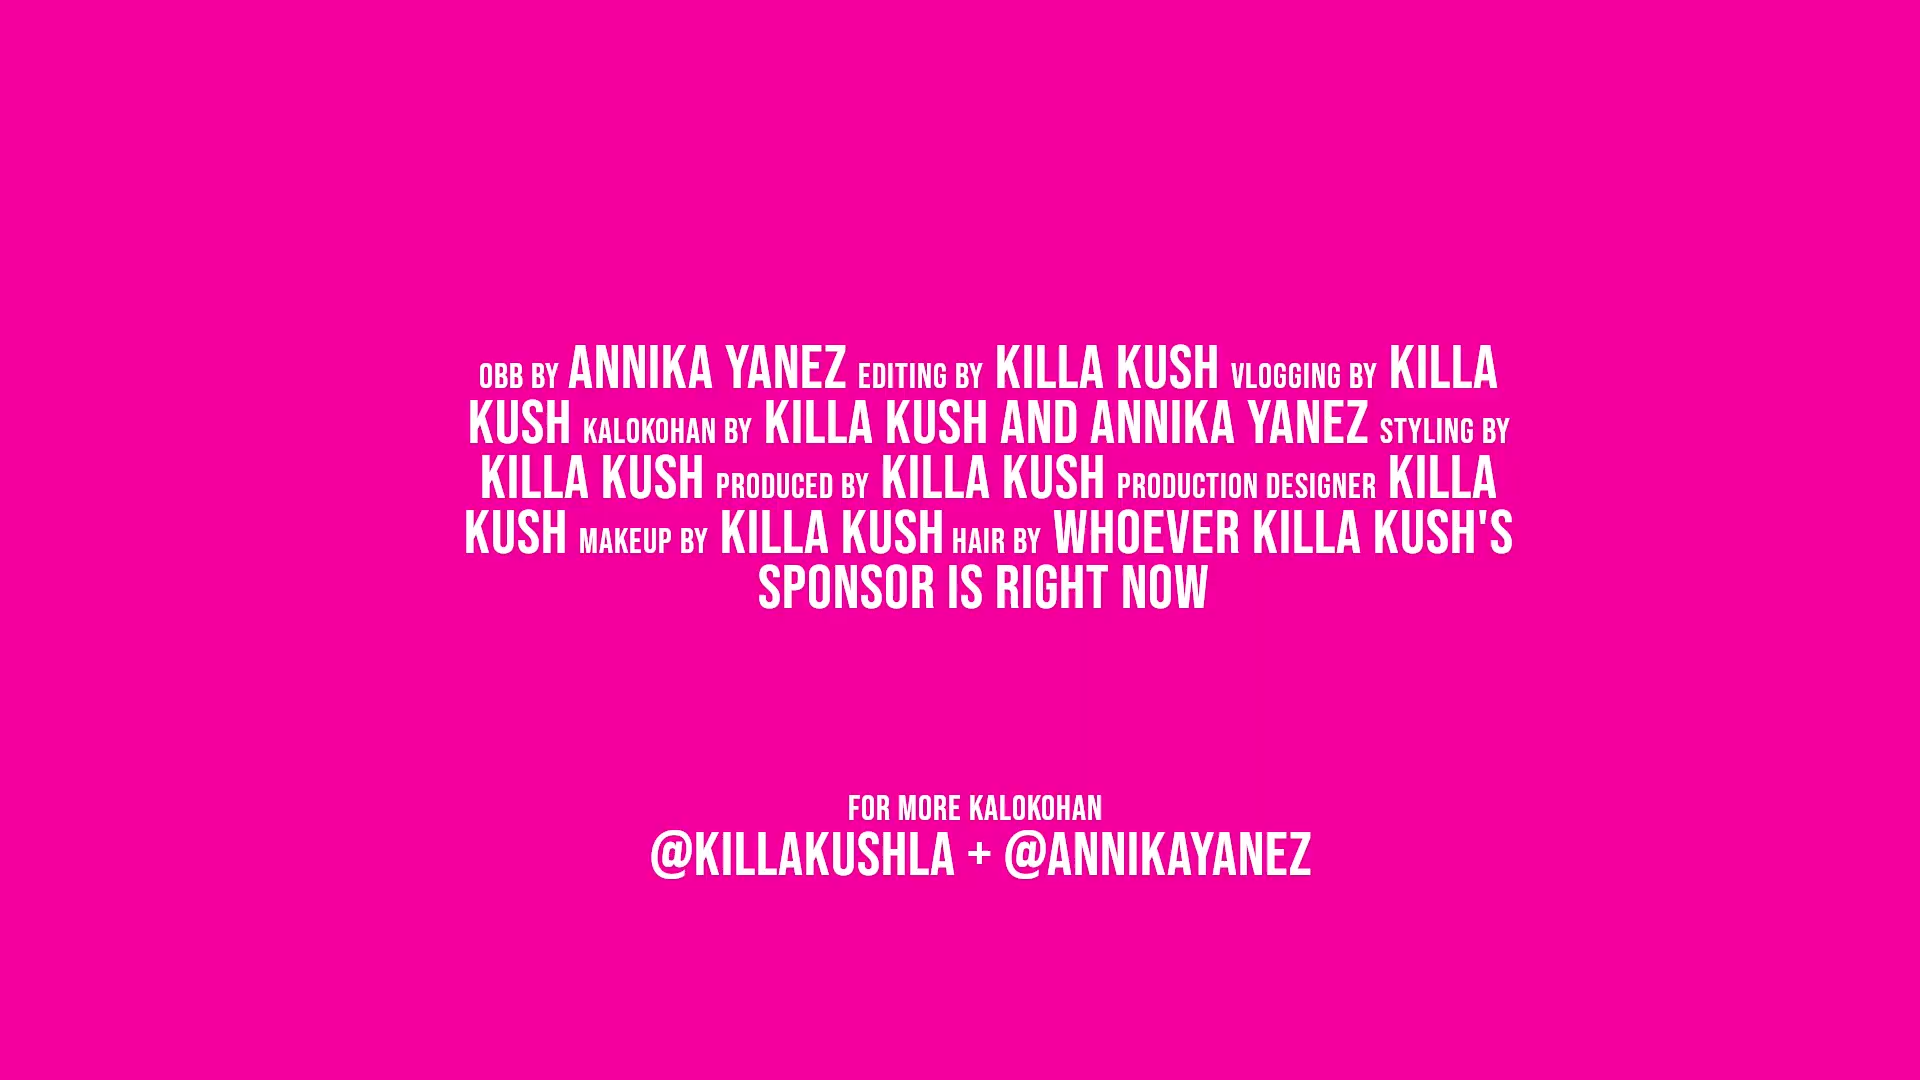 OBB BY ANNIKA YANEZ EDITING BY KILLA KUSH VLOGGING BY KILLA
KUSH KALOKOHAN BY KILLA KUSH AND ANNIKA YANEZ STYLING BY
KILLA KUSH PRODUCED BY KILLA KUSH PRODUCTION DESIGNER KILLA
KUSH MAKEUP BY KILLA KUSH HAIR BY WHOEVER KILLA KUSH'S
SPONSOR IS RIGHT NOW
FOR MORE KALOKOHAN
@KILLAKUSHLA + @ANNIKAYANEZ